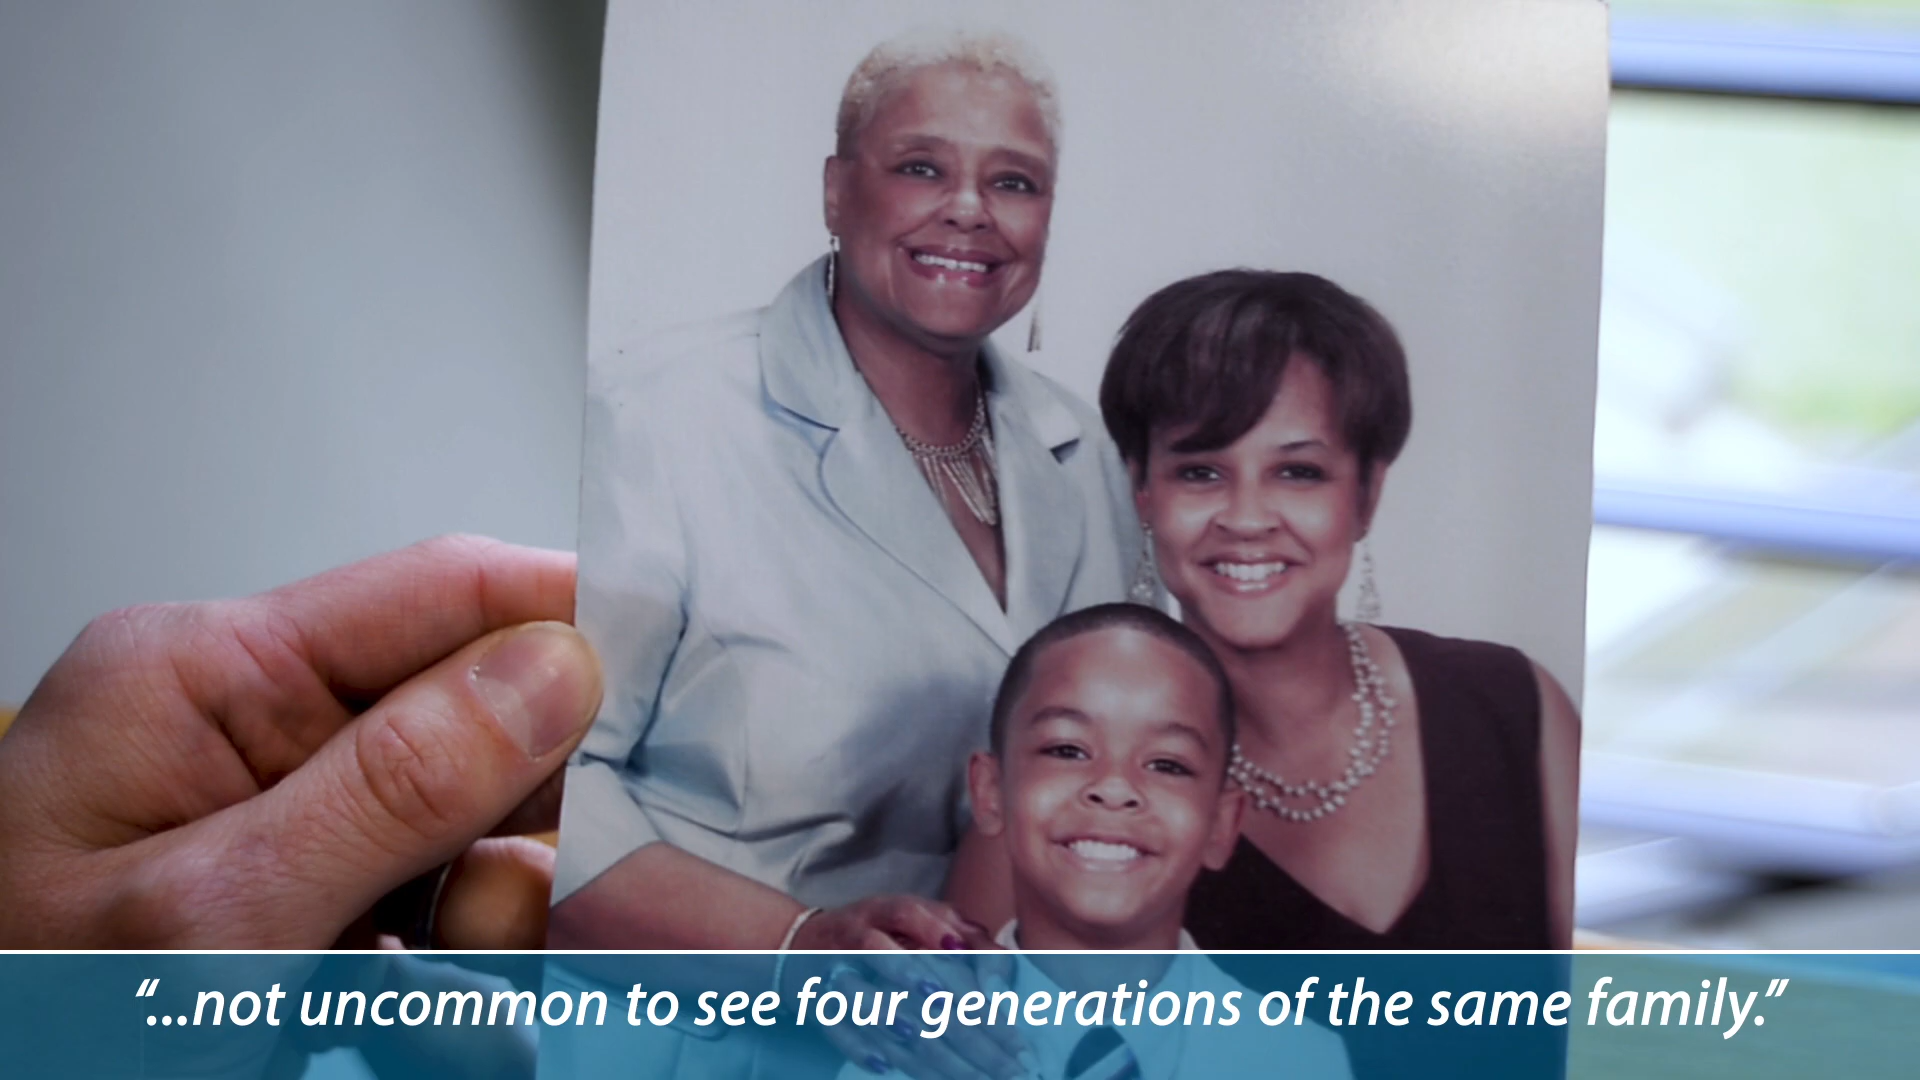 “...not uncommon to see four generations of the same family.”